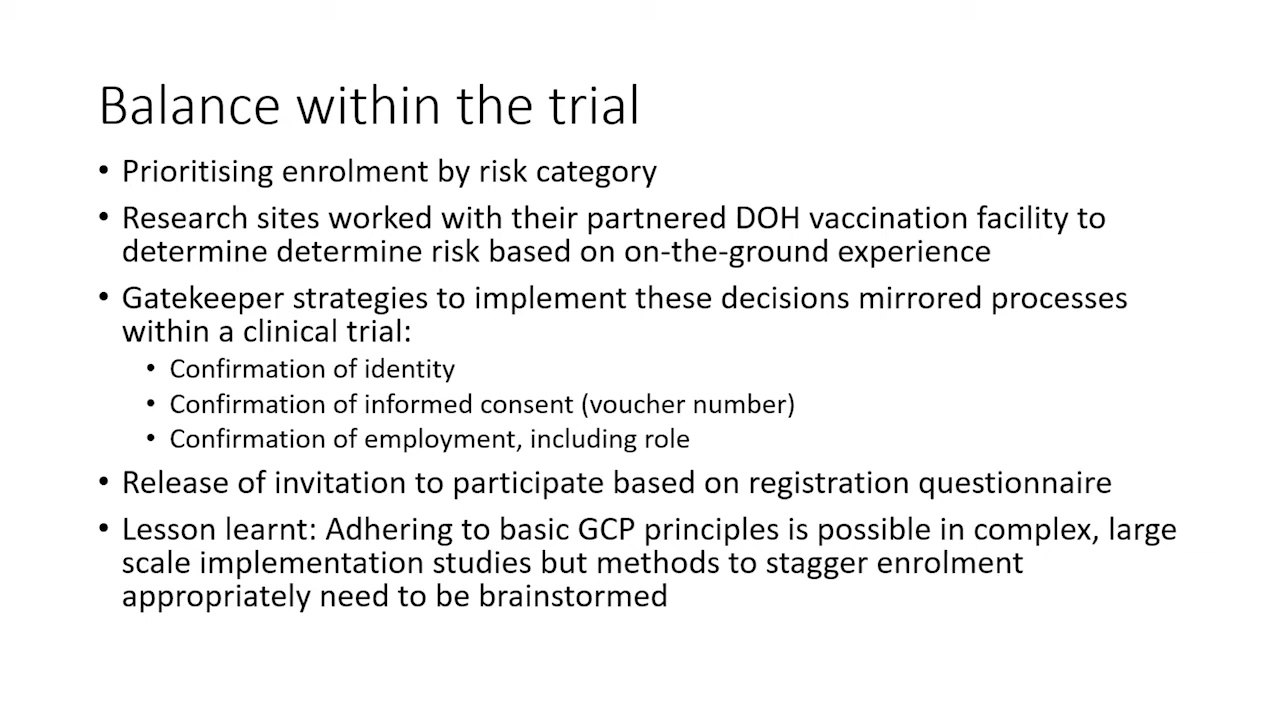 Balance within the trial
• Prioritising enrolment by risk category
• Research sites worked with their partnered DOH vaccination facility to
determine determine risk based on on-the-ground experience
• Gatekeeper strategies to implement these decisions mirrored processes
within a clinical trial:
• Confirmation of identity
• Confirmation of informed consent (voucher number)
• Confirmation of employment, including role
• Release of invitation to participate based on registration questionnaire
• Lesson learnt: Adhering to basic GCP principles is possible in complex, large
scale implementation studies but methods to stagger enrolment
appropriately need to be brainstormed